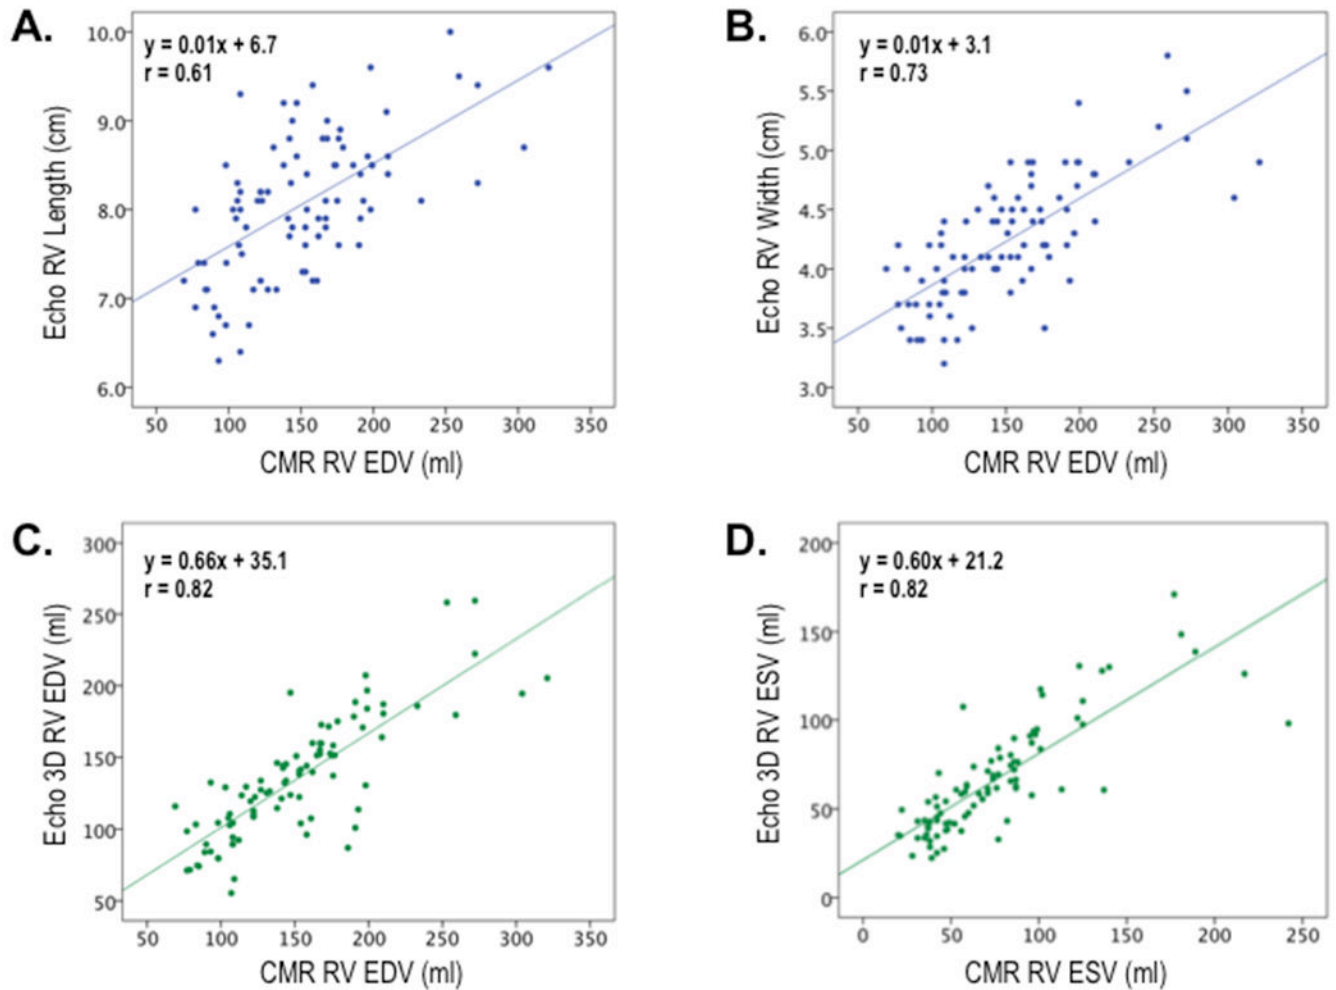 A.
y = 0.01x + 6.7
r = 0.61
Echo RV Length (cm)
10.0
9.0
8.0
7.0
6.0
50 100 150 200 250 300 350
CMR RV EDV (ml)
B.
y = 0.01x + 3.1
r = 0.73
Echo RV Width (cm)
6.0
5.5
5.0
4.5
4.0
3.5
3.0
50 100 150 200 250 300 350
CMR RV EDV (ml)
C.
y = 0.66x + 35.1
r = 0.82
Echo 3D RV EDV (ml)
300
250
200
150
100
50
50 100 150 200 250 300 350
CMR RV EDV (ml)
D.
y = 0.60x + 21.2
r = 0.82
Echo 3D RV ESV (ml)
200
150
100
50
0
0 50 100 150 200 250
CMR RV ESV (ml)